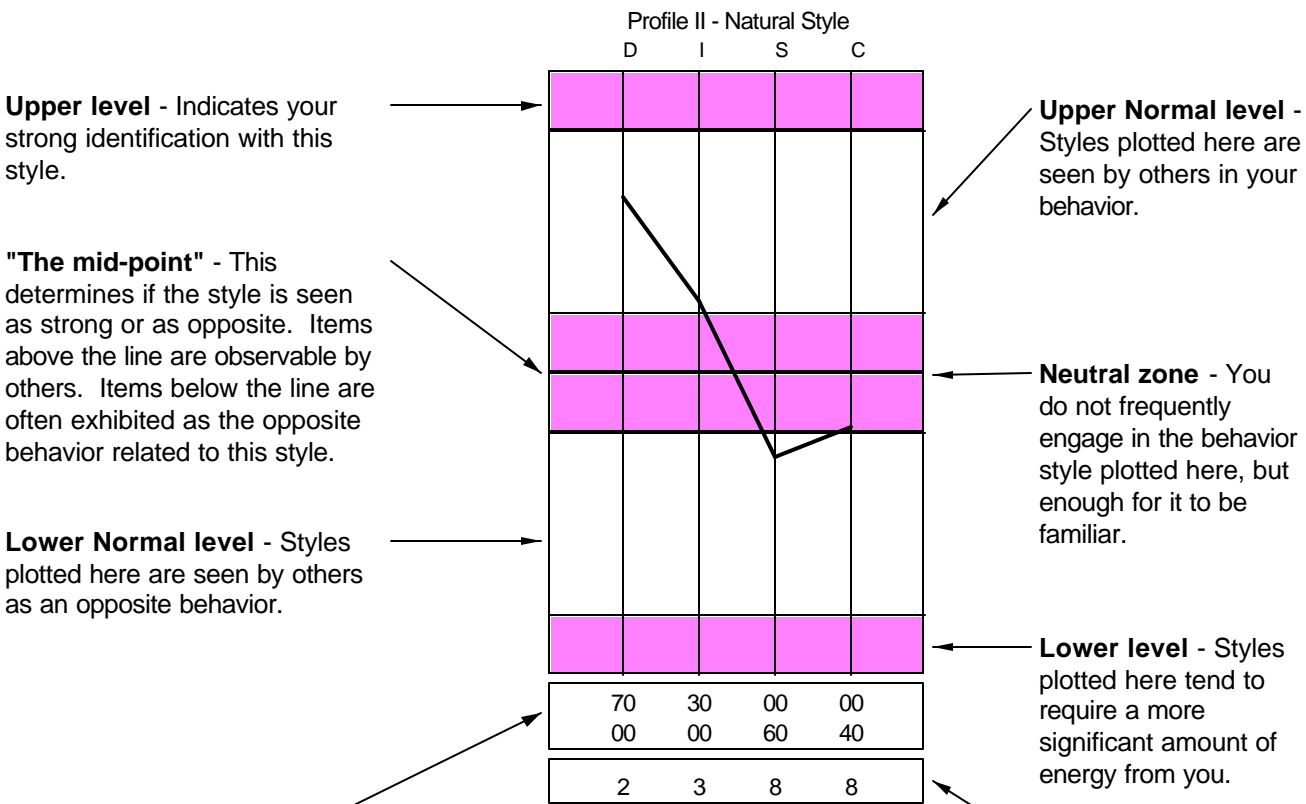 Profile II - Natural Style
D I S C
Upper level - Indicates your
strong identification with this
style.
"The mid-point" - This
determines if the style is seen
as strong or as opposite. Items
above the line are observable by
others. Items below the line are
often exhibited as the opposite
behavior related to this style.
Lower Normal level - Styles
plotted here are seen by others
as an opposite behavior.
Upper Normal level -
Styles plotted here are
seen by others in your
behavior.
Neutral zone - You
do not frequently
engage in the behavior
style plotted here, but
enough for it to be
familiar.
Lower level - Styles
plotted here tend to
require a more
significant amount of
energy from you.
70 30 00 00
00 00 60 40
2 3 8 8